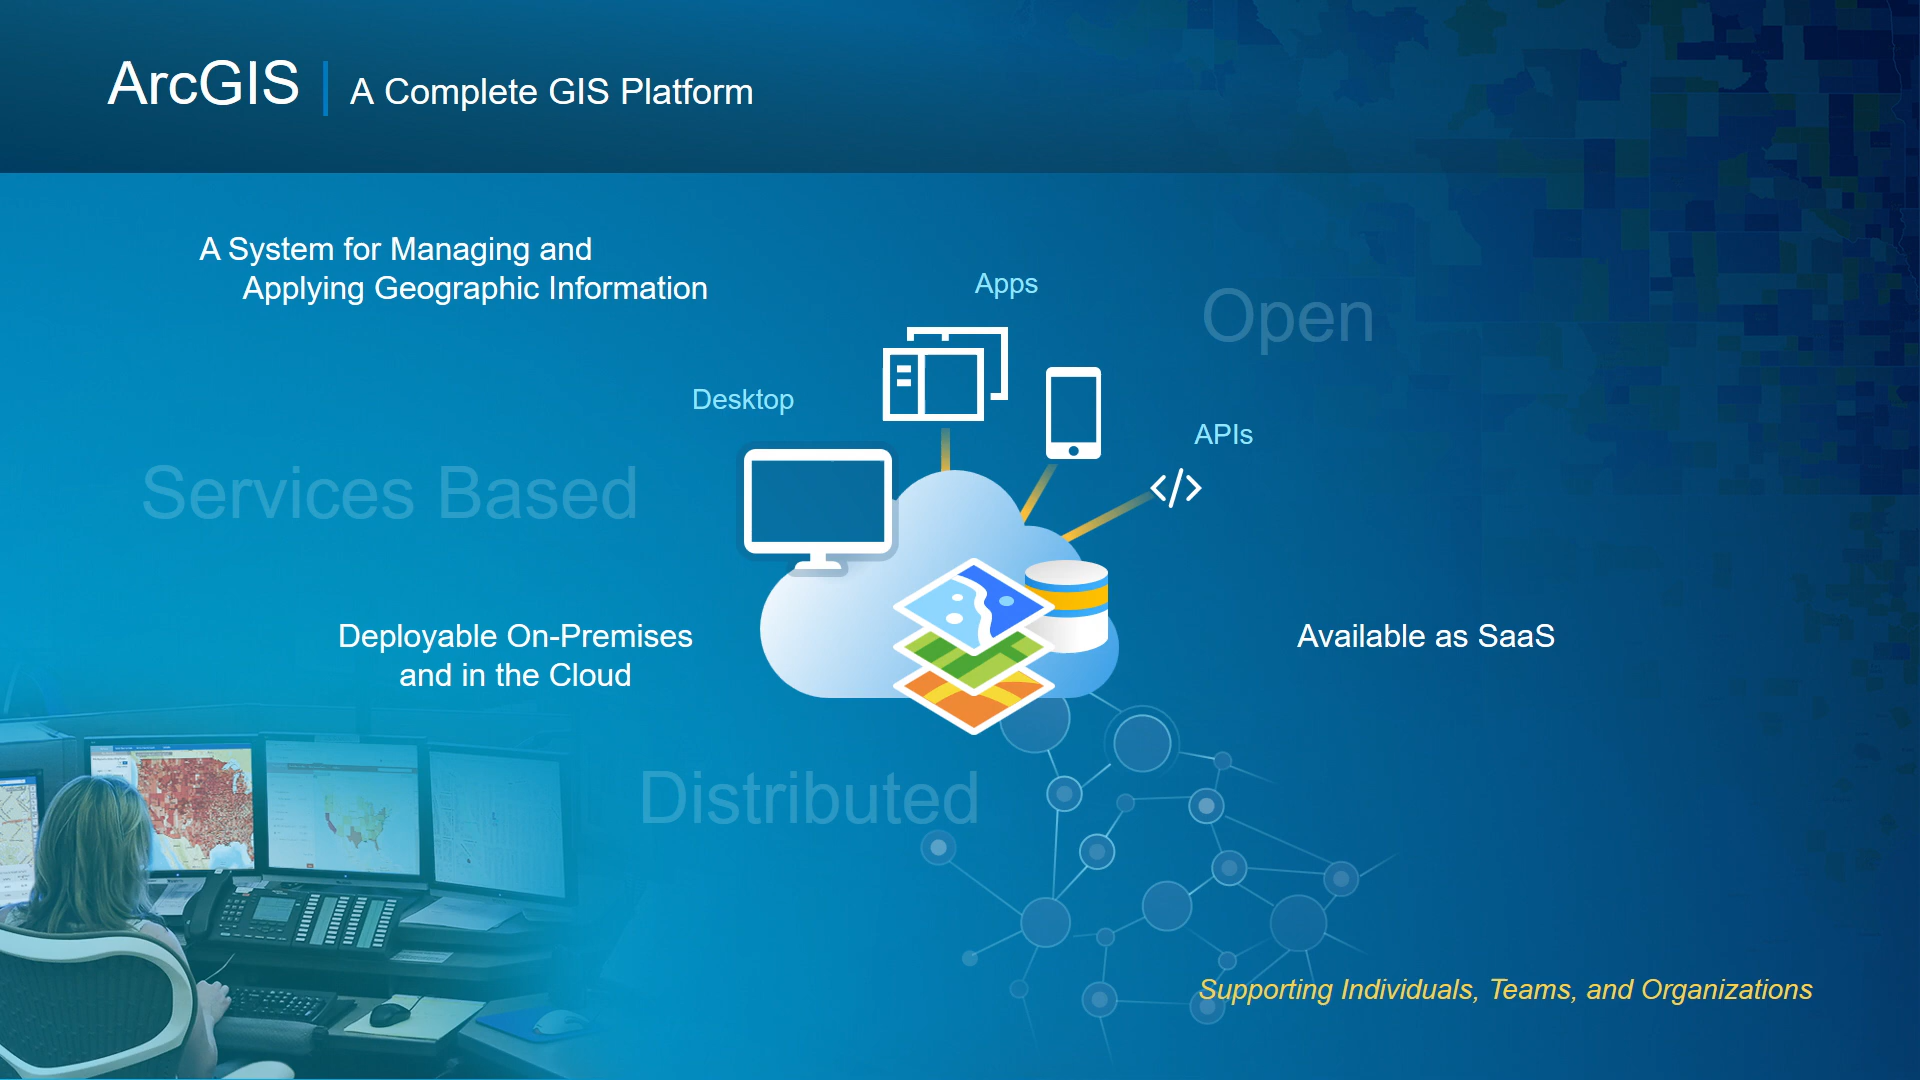 ArcGIS | A Complete GIS Platform
A System for Managing and
Applying Geographic Information
Apps
Open
Desktop
APIs
Services Based
Deployable On-Premises
and in the Cloud
Available as SaaS
Distributed
Supporting Individuals, Teams, and Organizations